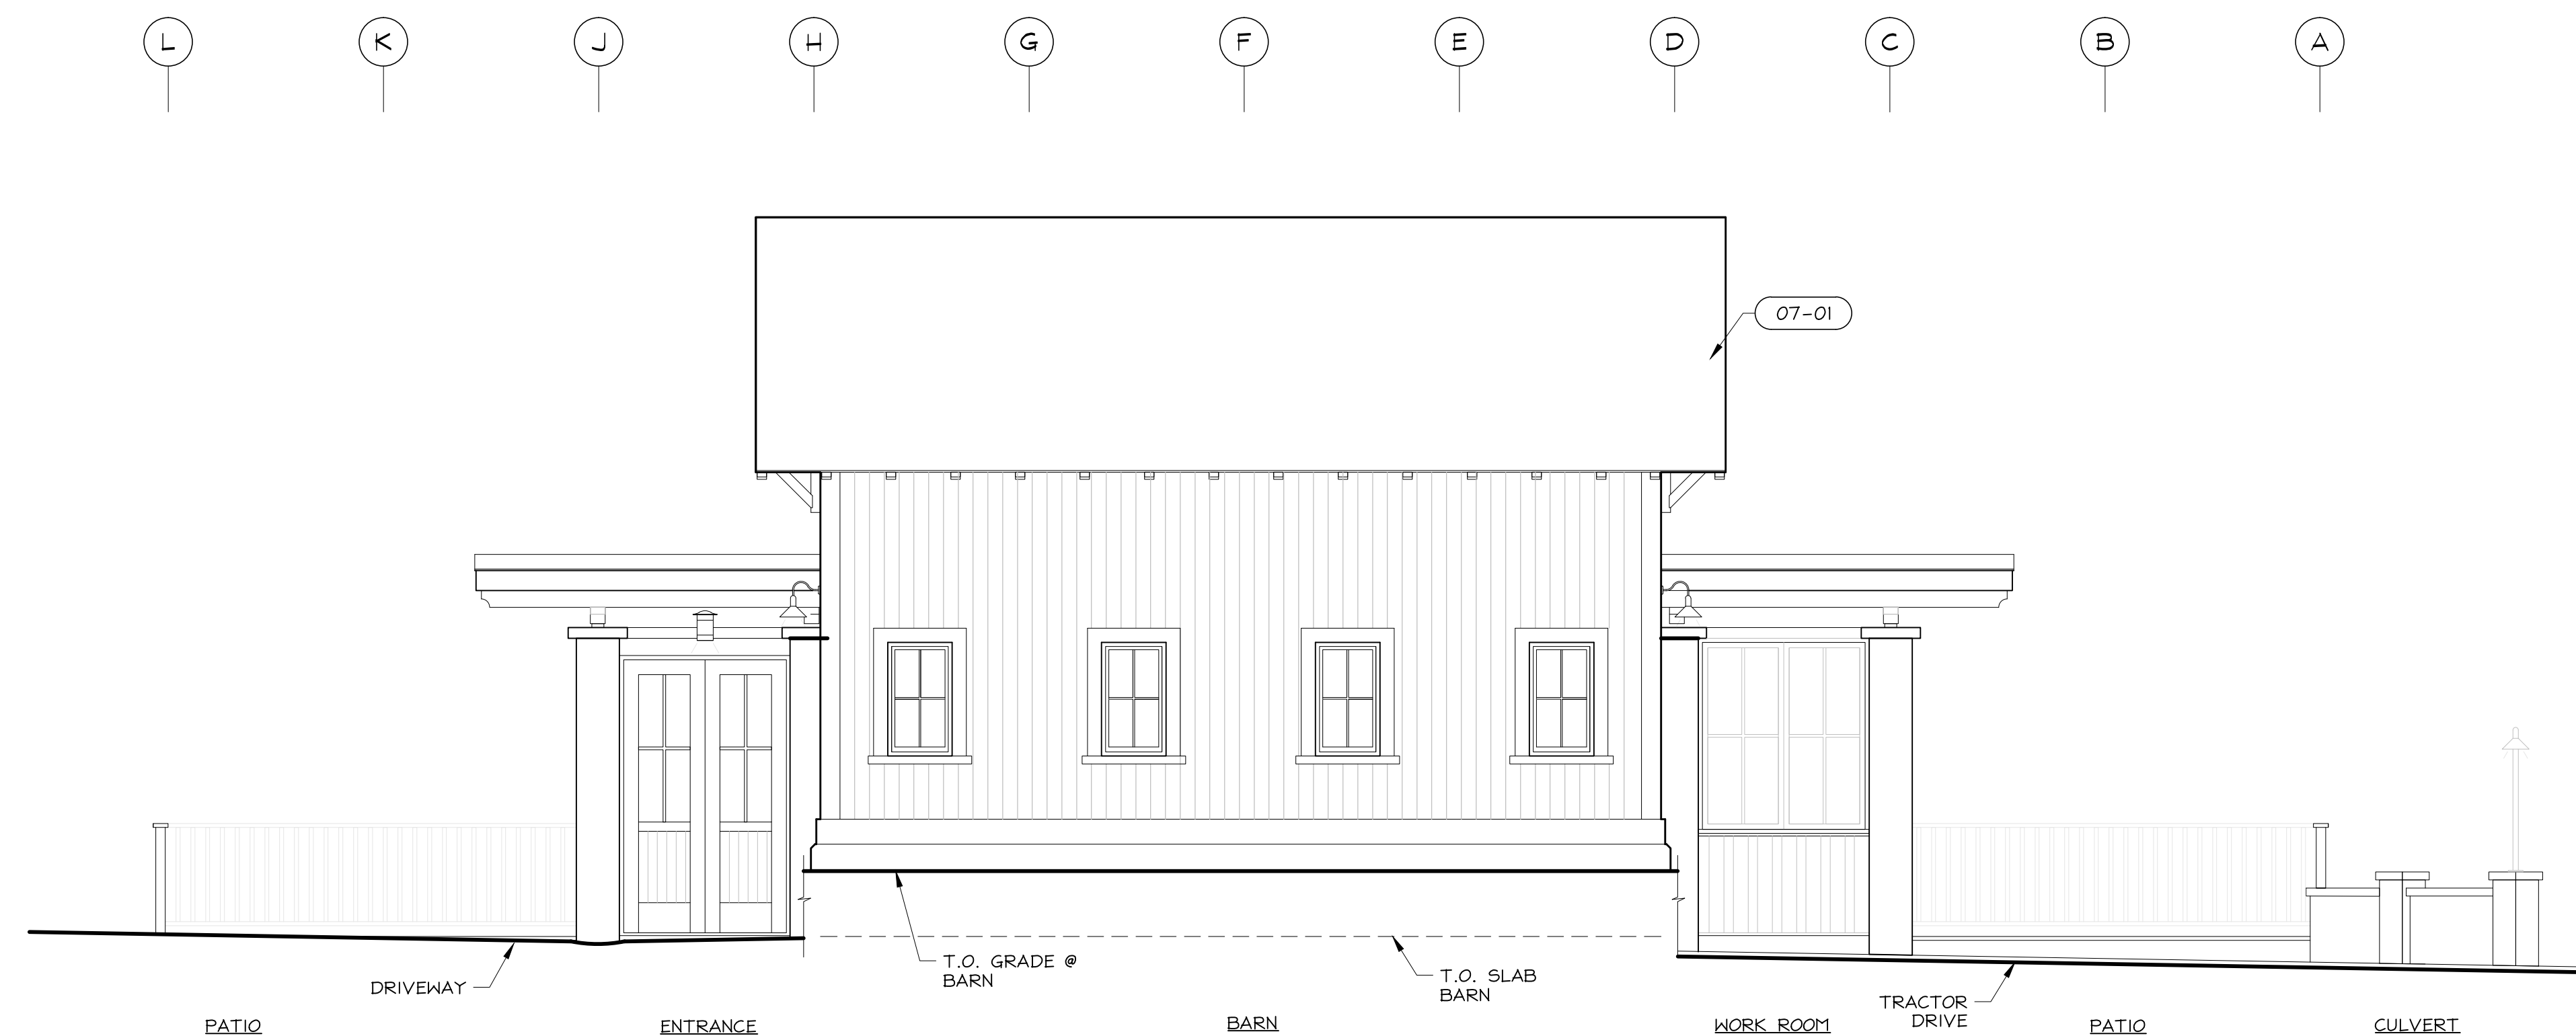 L K J H G F E D C B A
07-01
T.O. GRADE @
BARN
T.O. SLAB
BARN
DRIVEWAY
TRACTOR
DRIVE
PATIO ENTRANCE BARN WORK ROOM PATIO CULVERT